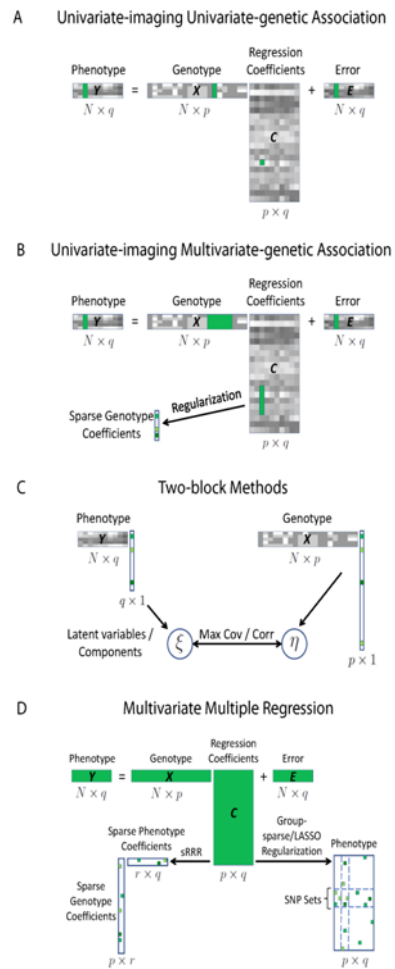 A Univariate-imaging Univariate-genetic Association
Regression
Phenotype Genotype Coefficients Error
Y = X + E
N × q N × p N × q
C
p × q
B Univariate-imaging Multivariate-genetic Association
Regression
Phenotype Genotype Coefficients Error
Y = X + E
N × q N × p N × q
C
Regularization
Sparse Genotype
Coefficients
p × q
C Two-block Methods
Phenotype Genotype
Y X
N × q N × p
q × 1
Latent variables / Max Cov / Corr
Components ξ η
p × 1
D Multivariate Multiple Regression
Regression
Phenotype Genotype Coefficients Error
Y = X + E
N × q N × p N × q
C
Sparse Phenotype Group-
Coefficients sparse/LASSO
sRRR Regularization Phenotype
r × q p × q
Sparse SNP Sets
Genotype
Coefficients
p × r p × q